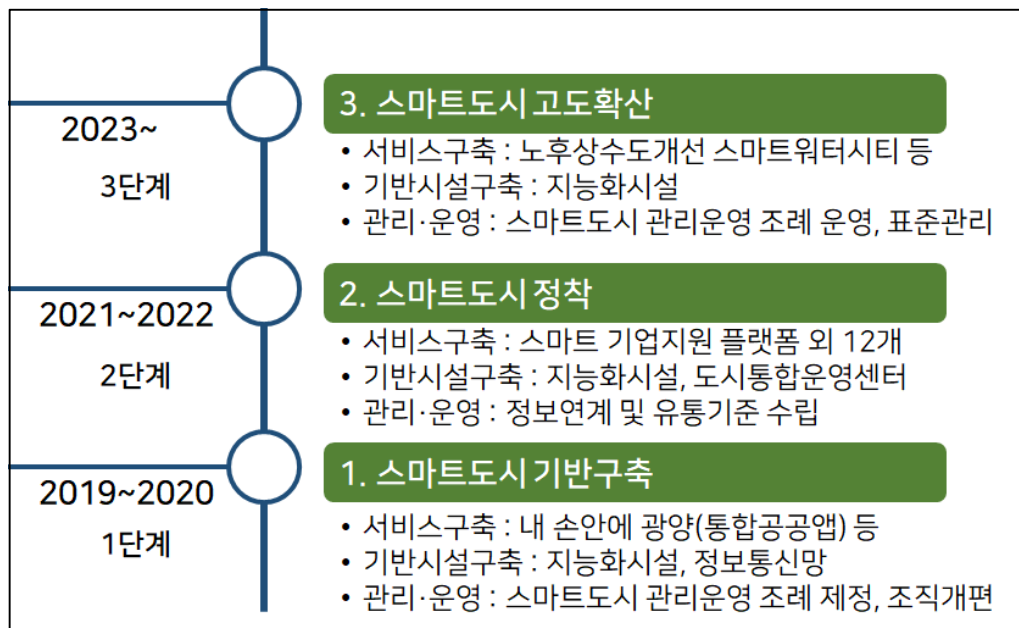 2023~
3단계
3. 스마트도시 고도확산
• 서비스구축 : 노후상수도개선 스마트워터시티 등
• 기반시설구축 : 지능화시설
• 관리·운영 : 스마트도시 관리운영 조례 운영, 표준관리
2021~2022
2단계
2. 스마트도시 정착
• 서비스구축 : 스마트 기업지원 플랫폼 외 12개
• 기반시설구축 : 지능화시설, 도시통합운영센터
• 관리·운영 : 정보연계 및 유통기준 수립
2019~2020
1단계
1. 스마트도시 기반구축
• 서비스구축 : 내 손안에 광양(통합공공앱) 등
• 기반시설구축 : 지능화시설, 정보통신망
• 관리·운영 : 스마트도시 관리운영 조례 제정, 조직개편